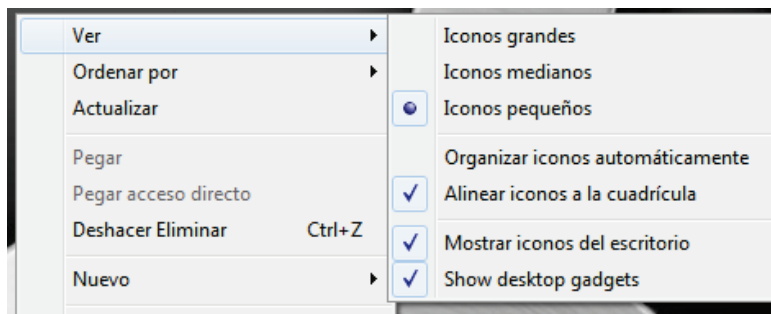 Ver
Ordenar por
Actualizar
Pegar
Pegar acceso directo
Deshacer Eliminar Ctrl+Z
Nuevo
Iconos grandes
Iconos medianos
Iconos pequeños
Organizar iconos automáticamente
Alinear iconos a la cuadrícula
Mostrar iconos del escritorio
Show desktop gadgets